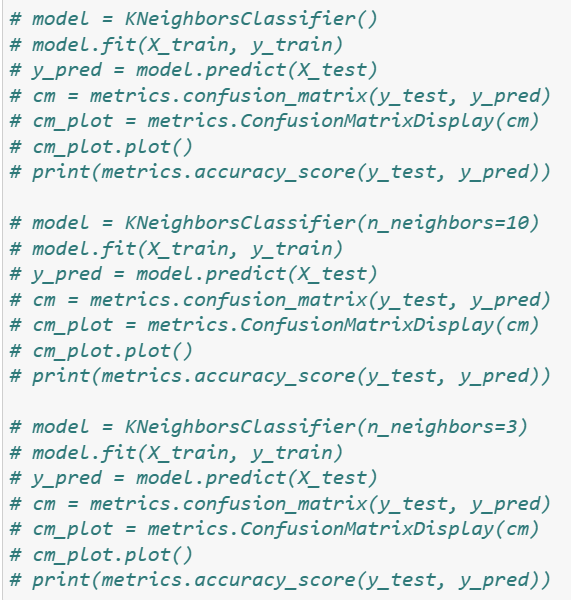 # model = KNeighborsClassifier()
# model.fit(X_train, y_train)
# y_pred = model.predict(X_test)
# cm = metrics.confusion_matrix(y_test, y_pred)
# cm_plot = metrics.ConfusionMatrixDisplay(cm)
# cm_plot.plot()
# print(metrics.accuracy_score(y_test, y_pred))

# model = KNeighborsClassifier(n_neighbors=10)
# model.fit(X_train, y_train)
# y_pred = model.predict(X_test)
# cm = metrics.confusion_matrix(y_test, y_pred)
# cm_plot = metrics.ConfusionMatrixDisplay(cm)
# cm_plot.plot()
# print(metrics.accuracy_score(y_test, y_pred))

# model = KNeighborsClassifier(n_neighbors=3)
# model.fit(X_train, y_train)
# y_pred = model.predict(X_test)
# cm = metrics.confusion_matrix(y_test, y_pred)
# cm_plot = metrics.ConfusionMatrixDisplay(cm)
# cm_plot.plot()
# print(metrics.accuracy_score(y_test, y_pred))